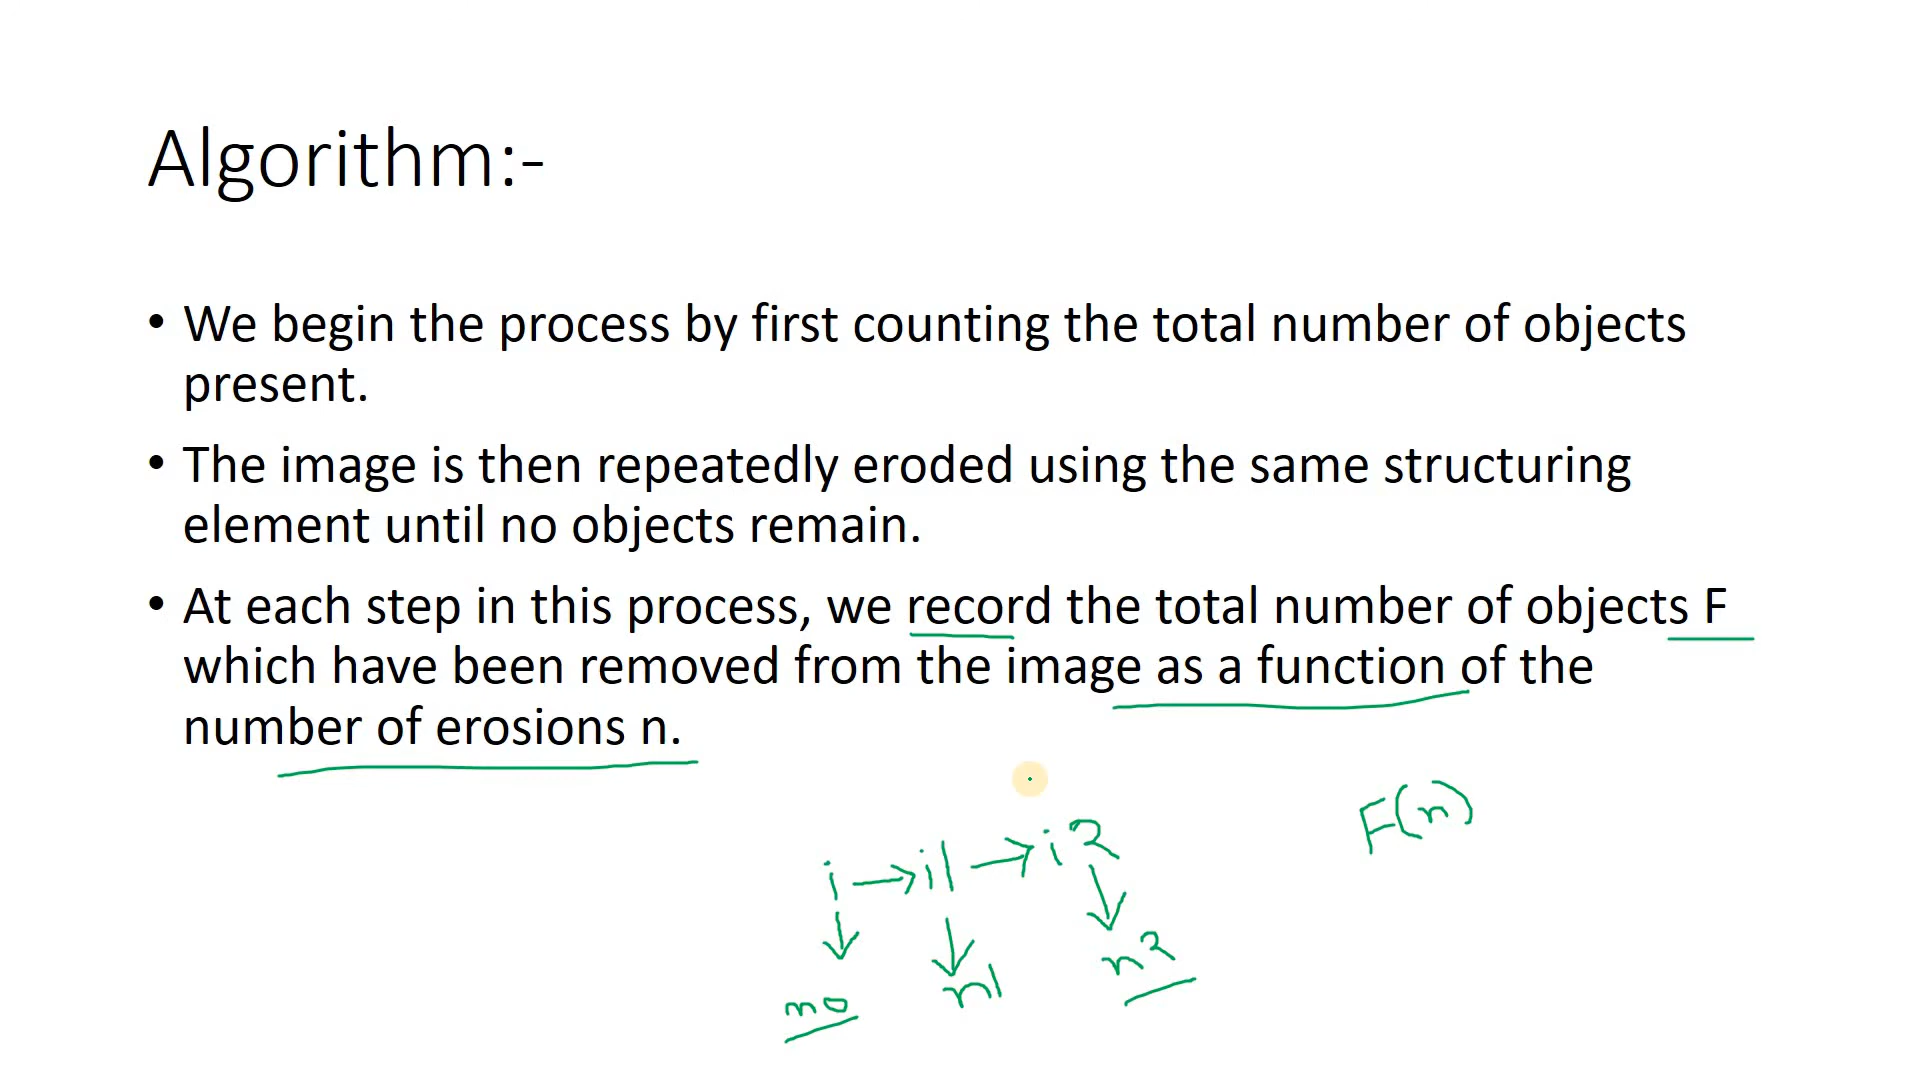 Algorithm:-
• We begin the process by first counting the total number of objects
present.
• The image is then repeatedly eroded using the same structuring
element until no objects remain.
• At each step in this process, we record the total number of objects F
which have been removed from the image as a function of the
number of erosions n.
F(n)
i → i1 → i2
n0 n1 n2